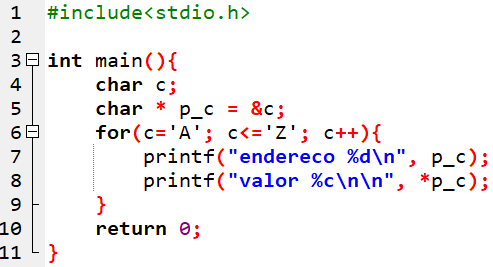 1 #include<stdio.h>
2
3 int main(){
4     char c;
5     char * p_c = &c;
6     for(c='A'; c<='Z'; c++){
7         printf("endereco %d\n", p_c);
8         printf("valor %c\n\n", *p_c);
9     }
10     return 0;
11 }